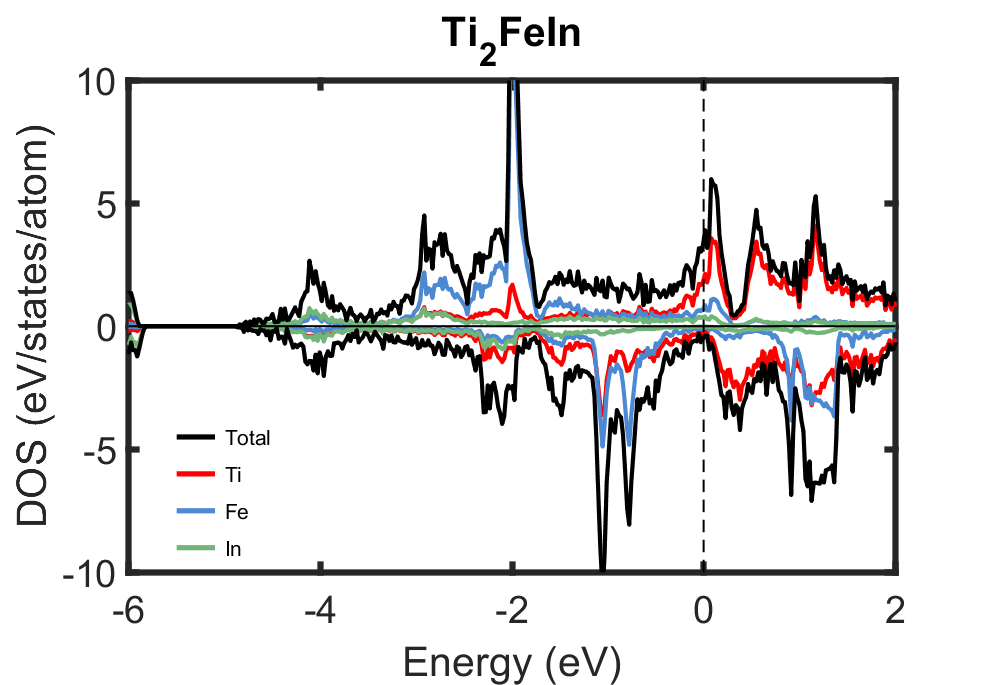 Ti2FeIn
DOS (eV/states/atom)
10
5
0
-5
-10
Total
Ti
Fe
In
-6 -4 -2 0 2
Energy (eV)